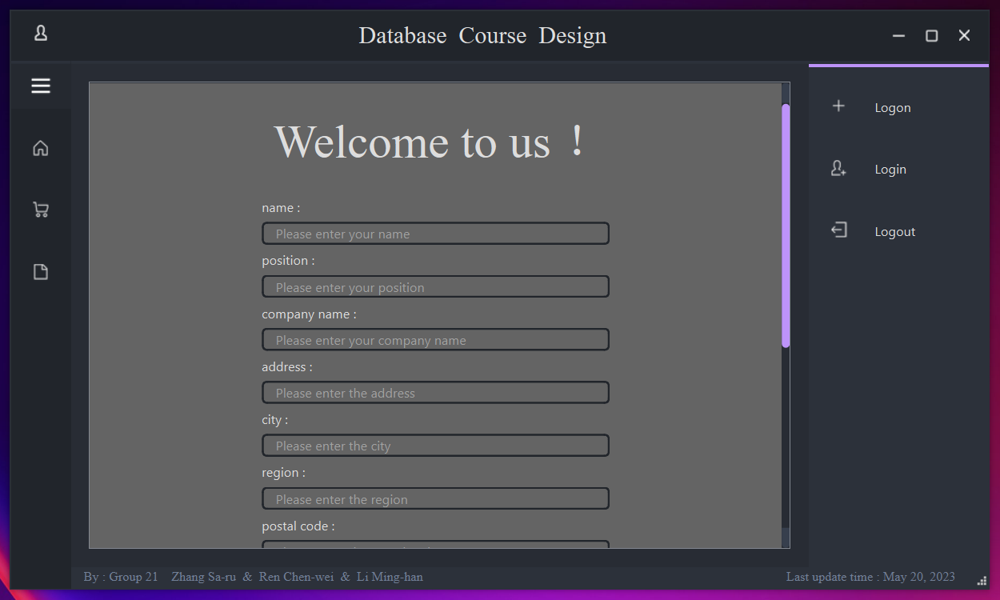 Database Course Design
Welcome to us ！
name :
Please enter your name
position :
Please enter your position
company name :
Please enter your company name
address :
Please enter the address
city :
Please enter the city
region :
Please enter the region
postal code :
Logon
Login
Logout
By : Group 21 Zhang Sa-ru & Ren Chen-wei & Li Ming-han
Last update time : May 20, 2023